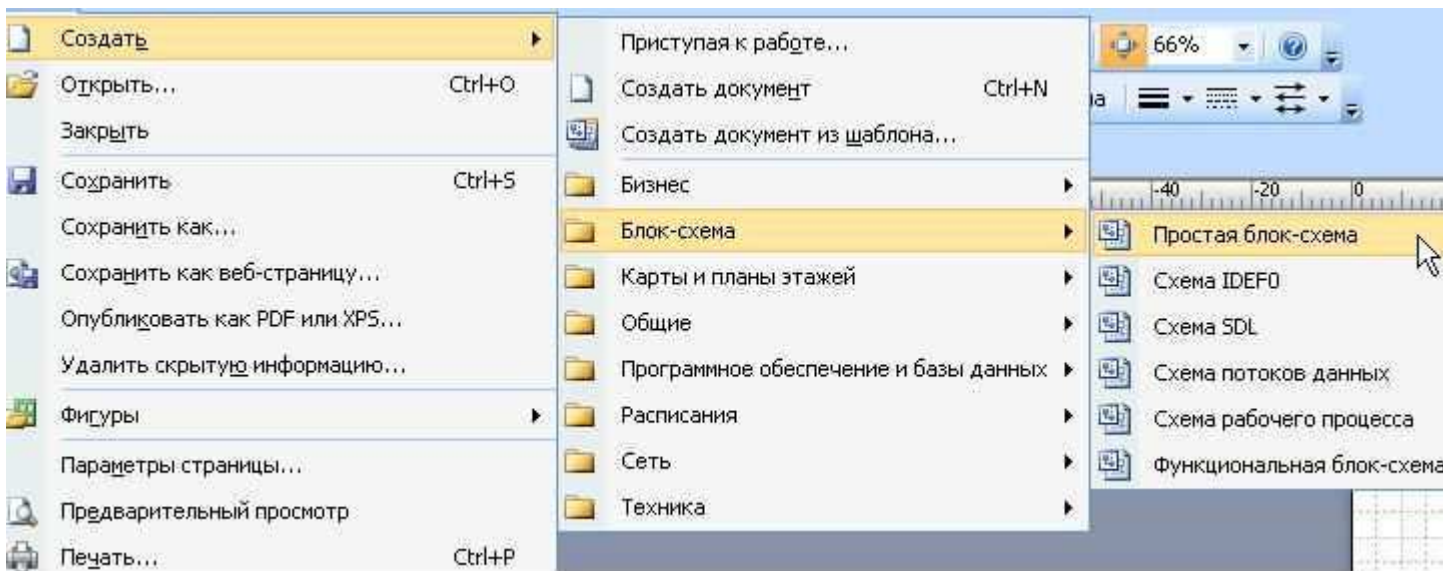 Создать
Открыть... Ctrl+O
Закрыть
Сохранить Ctrl+S
Сохранить как...
Сохранить как веб-страницу...
Опубликовать как PDF или XPS...
Удалить скрытую информацию...
Фигуры
Параметры страницы...
Предварительный просмотр
Печать... Ctrl+P
Приступая к работе...
Создать документ Ctrl+N
Создать документ из шаблона...
Бизнес
Блок-схема
Карты и планы этажей
Общие
Программное обеспечение и базы данных
Расписания
Сеть
Техника
66%
на
-40 -20 0
Простая блок-схема
Схема IDEF0
Схема SDL
Схема потоков данных
Схема рабочего процесса
Функциональная блок-схема